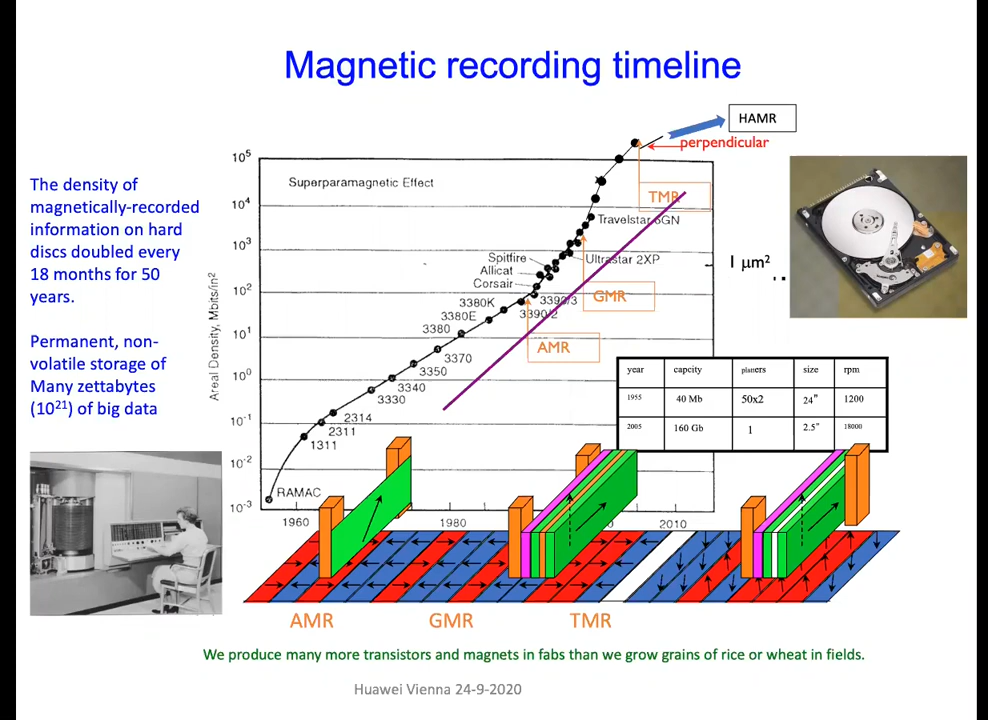 Magnetic recording timeline
The density of
magnetically-recorded
information on hard
discs doubled every
18 months for 50
years.
Permanent, non-
volatile storage of
Many zettabytes
(10²¹) of big data
HAMR
perpendicular
Superparamagnetic Effect
TMR
Travelstar 6GN
Spitfire
Ultrastar 2XP
Allicat
Corsair
GMR
3380K
3390/3
3380E
3390/2
3380
AMR
3370
3350
3340
3330
2314
2311
1311
RAMAC
Areal Density, Mbits/in²
10⁵
10⁴
10³
10²
10¹
10⁰
10⁻¹
10⁻²
10⁻³
1960
1980
2010
1 μm²
..
year capcity platters size rpm
1955 40 Mb 50x2 24" 1200
2005 160 Gb 1 2.5" 18000
AMR GMR TMR
We produce many more transistors and magnets in fabs than we grow grains of rice or wheat in fields.
Huawei Vienna 24-9-2020